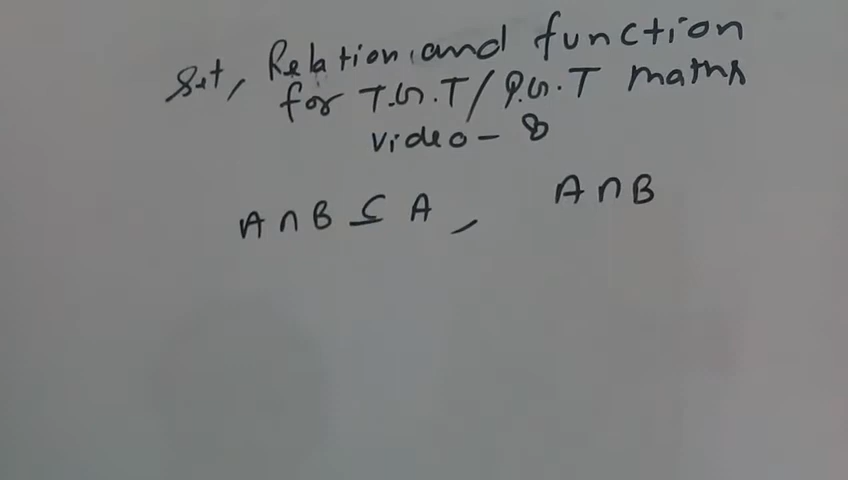 Set, Relation, and function
for T.G.T/P.G.T maths
video - 8
A ∩ B ⊆ A, A ∩ B